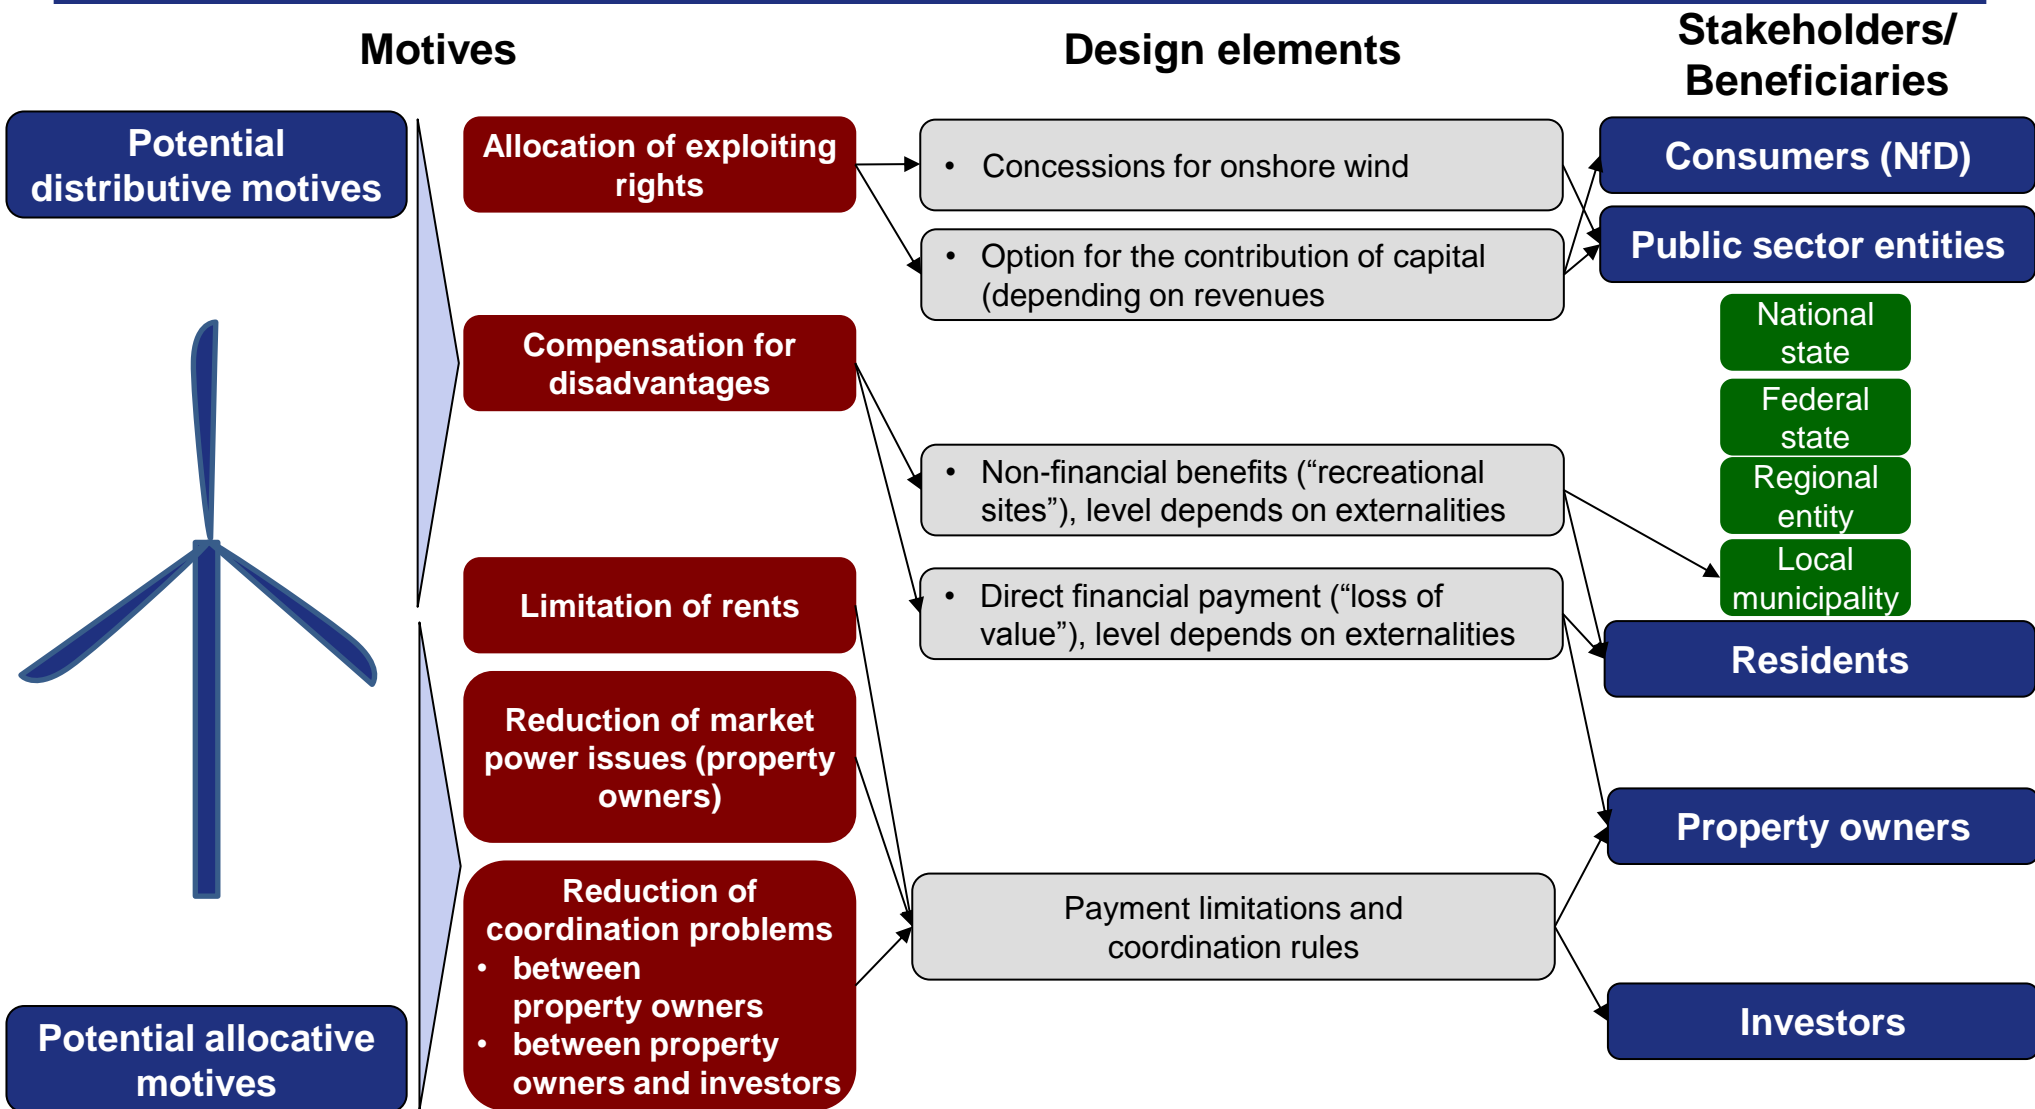 Motives
Design elements
Stakeholders/
Beneficiaries
Potential
distributive motives
Potential allocative
motives
Allocation of exploiting
rights
Compensation for
disadvantages
Limitation of rents
Reduction of market
power issues (property
owners)
Reduction of
coordination problems
• between
property owners
• between property
owners and investors
• Concessions for onshore wind
• Option for the contribution of capital
(depending on revenues
• Non-financial benefits (“recreational
sites”), level depends on externalities
• Direct financial payment (“loss of
value”), level depends on externalities
Payment limitations and
coordination rules
Consumers (NfD)
Public sector entities
National
state
Federal
state
Regional
entity
Local
municipality
Residents
Property owners
Investors